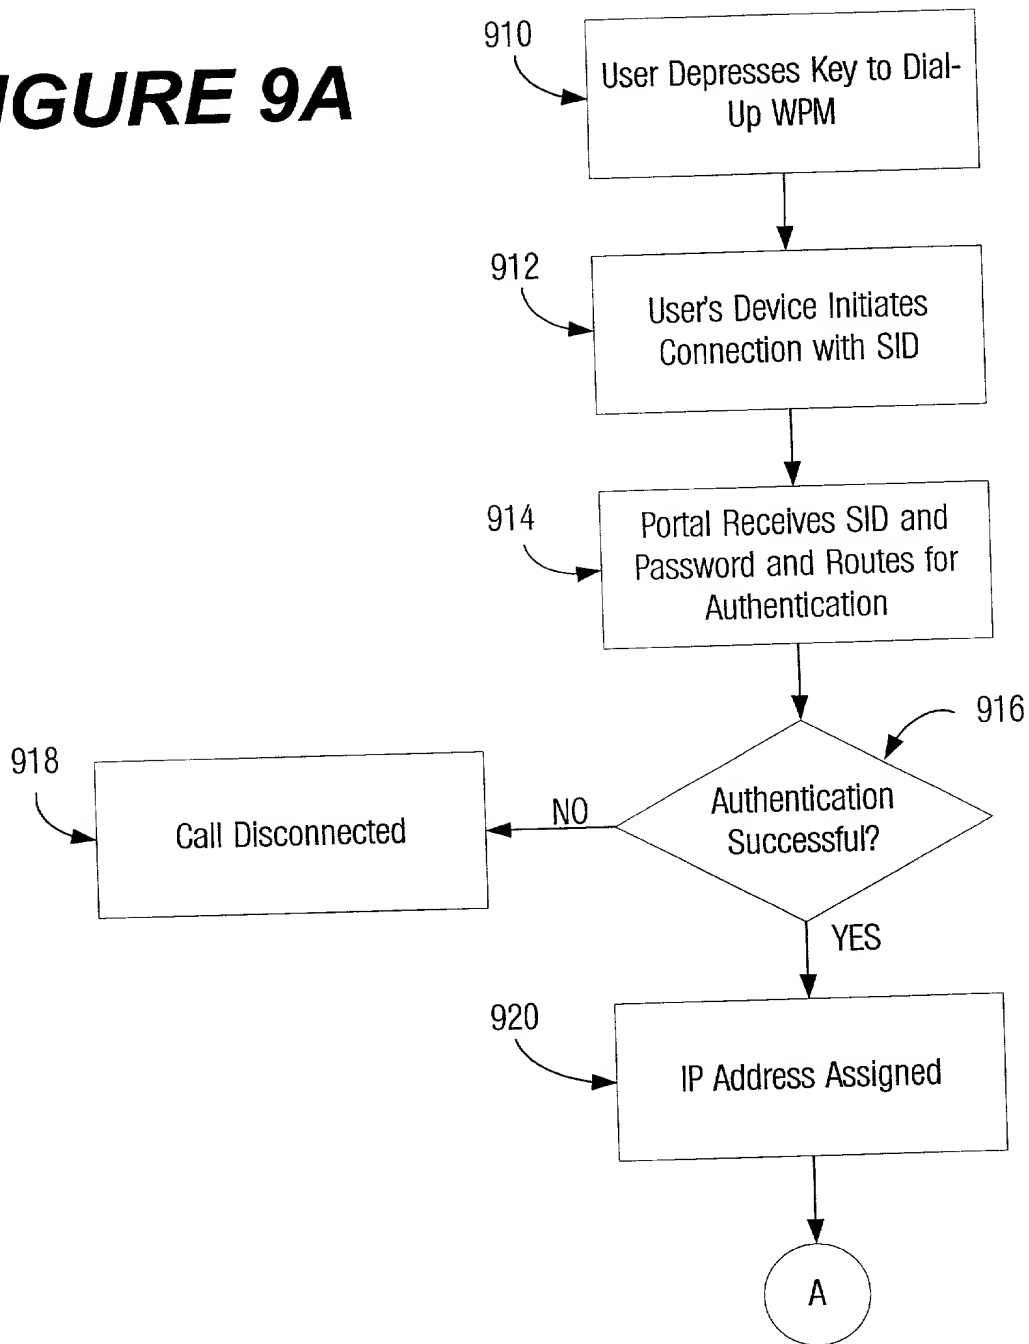 IGURE 9A
910
User Depresses Key to Dial-
Up WPM
912
User's Device Initiates
Connection with SID
914
Portal Receives SID and
Password and Routes for
Authentication
916
Authentication
Successful?
NO
918
Call Disconnected
YES
920
IP Address Assigned
A